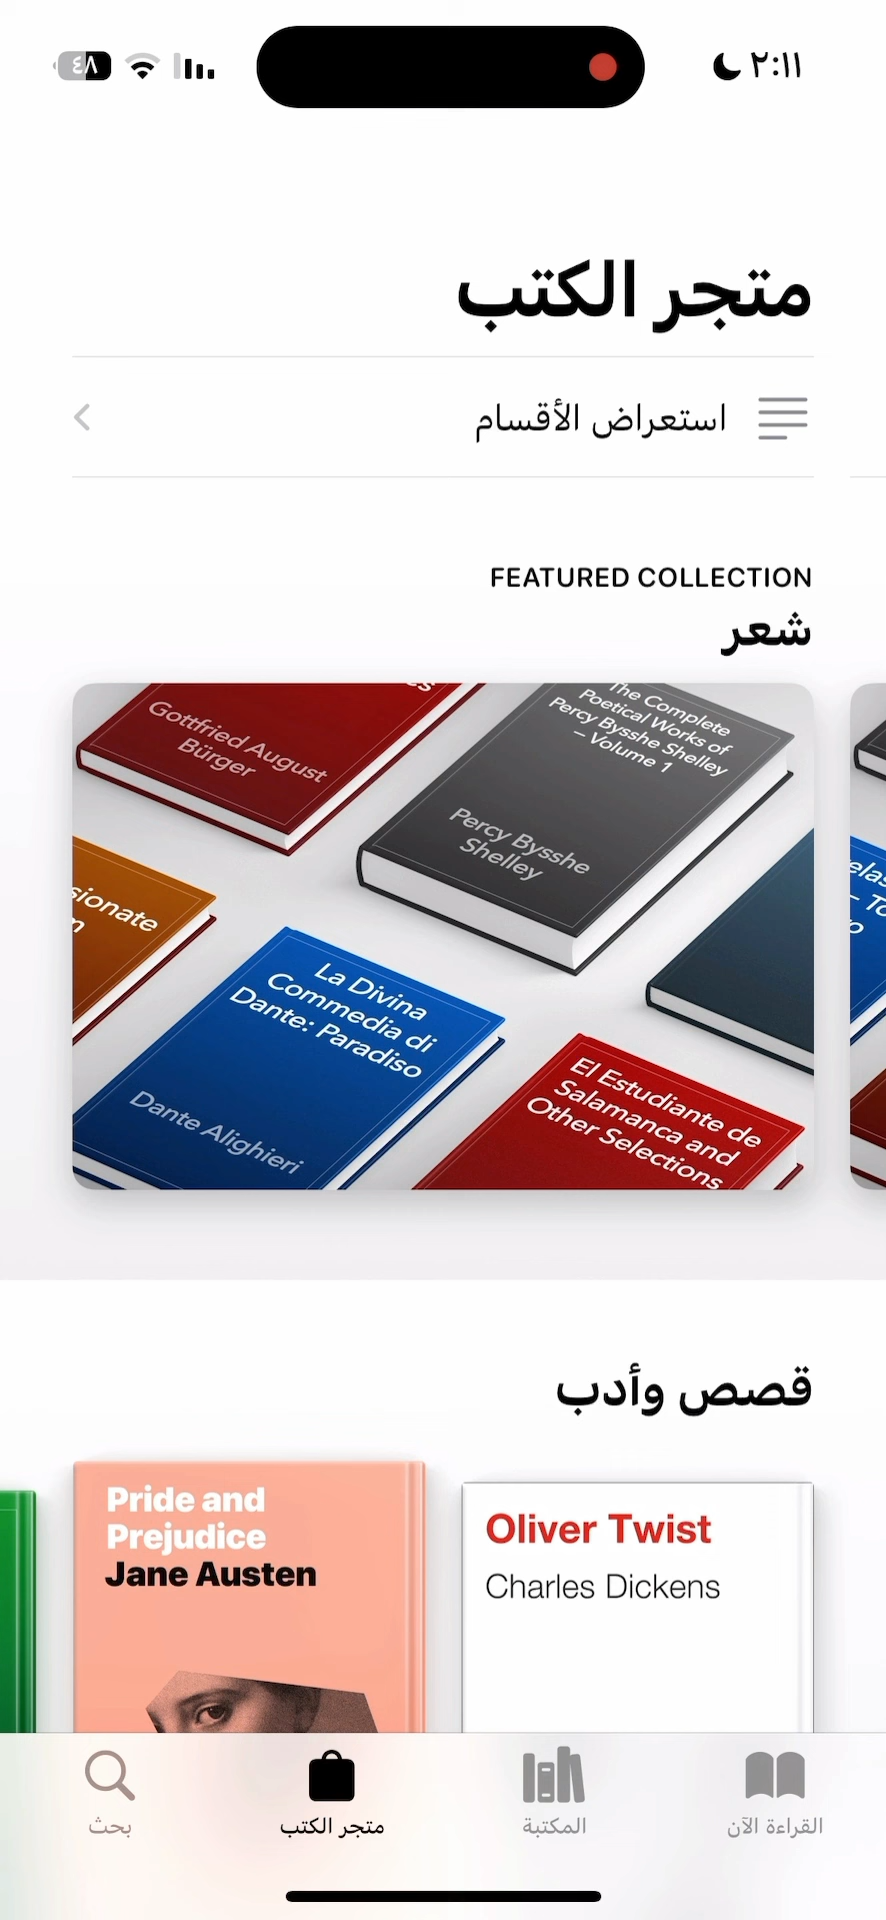 ٢:١١
٤٨
متجر الكتب
استعراض الأقسام
FEATURED COLLECTION
شعر
Gottfried August
Bürger
The Complete
Poetical Works of
Percy Bysshe Shelley
– Volume 1
Percy Bysshe
Shelley
La Divina
Commedia di
Dante: Paradiso
Dante Alighieri
El Estudiante de
Salamanca and
Other Selections
قصص وأدب
Oliver Twist
Charles Dickens
Pride and
Prejudice
Jane Austen
القراءة الآن
المكتبة
متجر الكتب
بحث